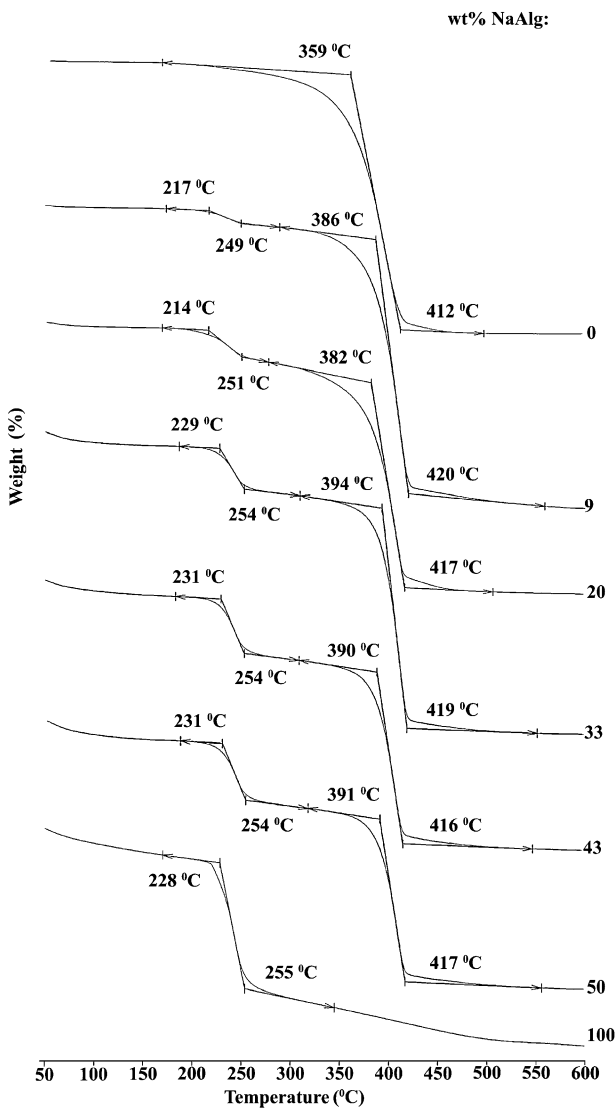 wt% NaAlg:
359 ⁰C
217 ⁰C
386 ⁰C
249 ⁰C
412 ⁰C
0
214 ⁰C
382 ⁰C
251 ⁰C
229 ⁰C
394 ⁰C
420 ⁰C
9
254 ⁰C
417 ⁰C
20
231 ⁰C
390 ⁰C
254 ⁰C
419 ⁰C
33
231 ⁰C
391 ⁰C
254 ⁰C
416 ⁰C
43
228 ⁰C
255 ⁰C
417 ⁰C
50
100
Weight (%)
50 100 150 200 250 300 350 400 450 500 550 600
Temperature (⁰C)